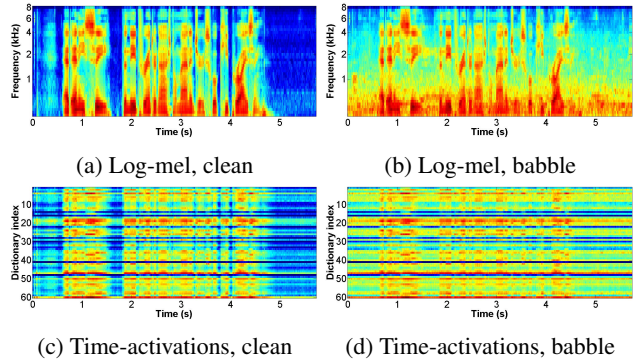 Frequency (kHz)
8
6
4
2
1
0 1 2 3 4 5
Time (s)
(a) Log-mel, clean
Frequency (kHz)
8
6
4
2
1
0 1 2 3 4 5
Time (s)
(b) Log-mel, babble
Dictionary index
10
20
30
40
50
60
0 1 2 3 4 5
Time (s)
(c) Time-activations, clean
Dictionary index
10
20
30
40
50
60
0 1 2 3 4 5
Time (s)
(d) Time-activations, babble